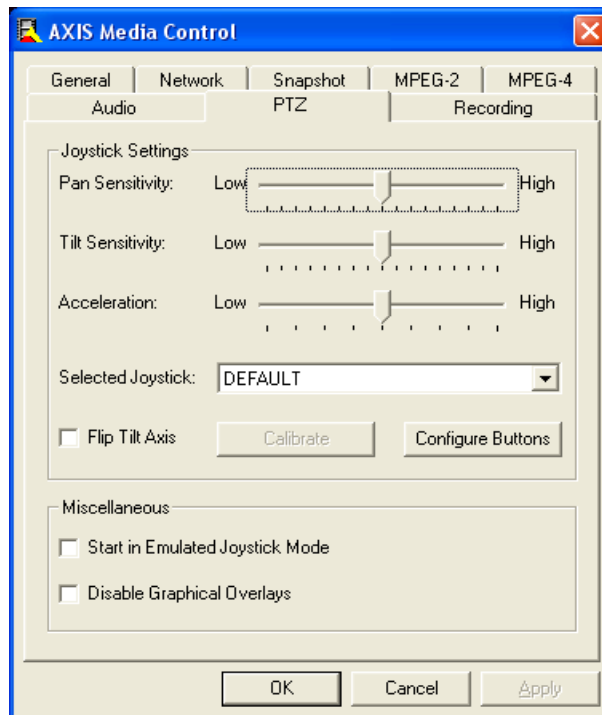 AXIS Media Control
General Network Snapshot MPEG-2 MPEG-4
Audio PTZ Recording
Joystick Settings
Pan Sensitivity: Low High
Tilt Sensitivity: Low High
Acceleration: Low High
Selected Joystick: DEFAULT
Flip Tilt Axis Calibrate Configure Buttons
Miscellaneous
Start in Emulated Joystick Mode
Disable Graphical Overlays
OK Cancel Apply